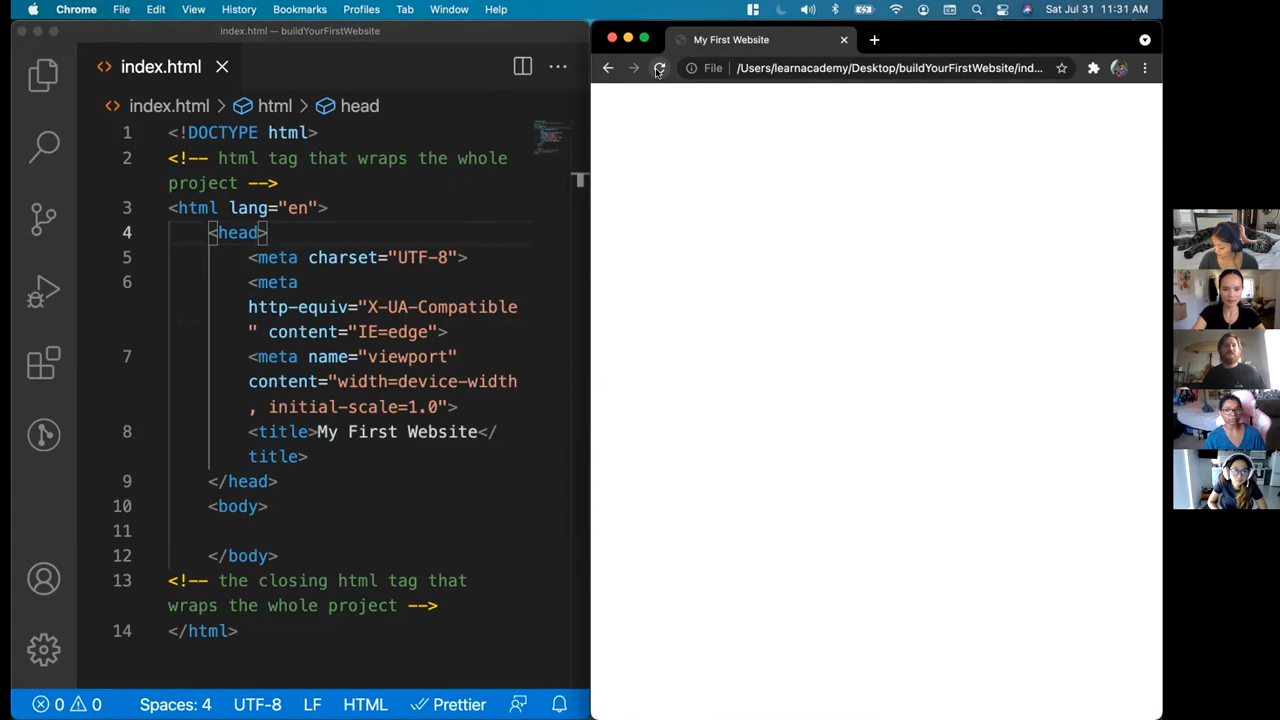 Chrome File Edit View History Bookmarks Profiles Tab Window Help Sat Jul 31 11:31 AM
index.html — buildYourFirstWebsite
index.html
index.html > html > head
1 <!DOCTYPE html>
2 <!-- html tag that wraps the whole
project -->
3 <html lang="en">
4 <head>
5 <meta charset="UTF-8">
6 <meta
http-equiv="X-UA-Compatible
" content="IE=edge">
7 <meta name="viewport"
content="width=device-width
, initial-scale=1.0">
8 <title>My First Website</
title>
9 </head>
10 <body>
11
12 </body>
13 <!-- the closing html tag that
wraps the whole project -->
14 </html>
0 0 Spaces: 4 UTF-8 LF HTML Prettier
My First Website
File /Users/learnacademy/Desktop/buildYourFirstWebsite/ind...